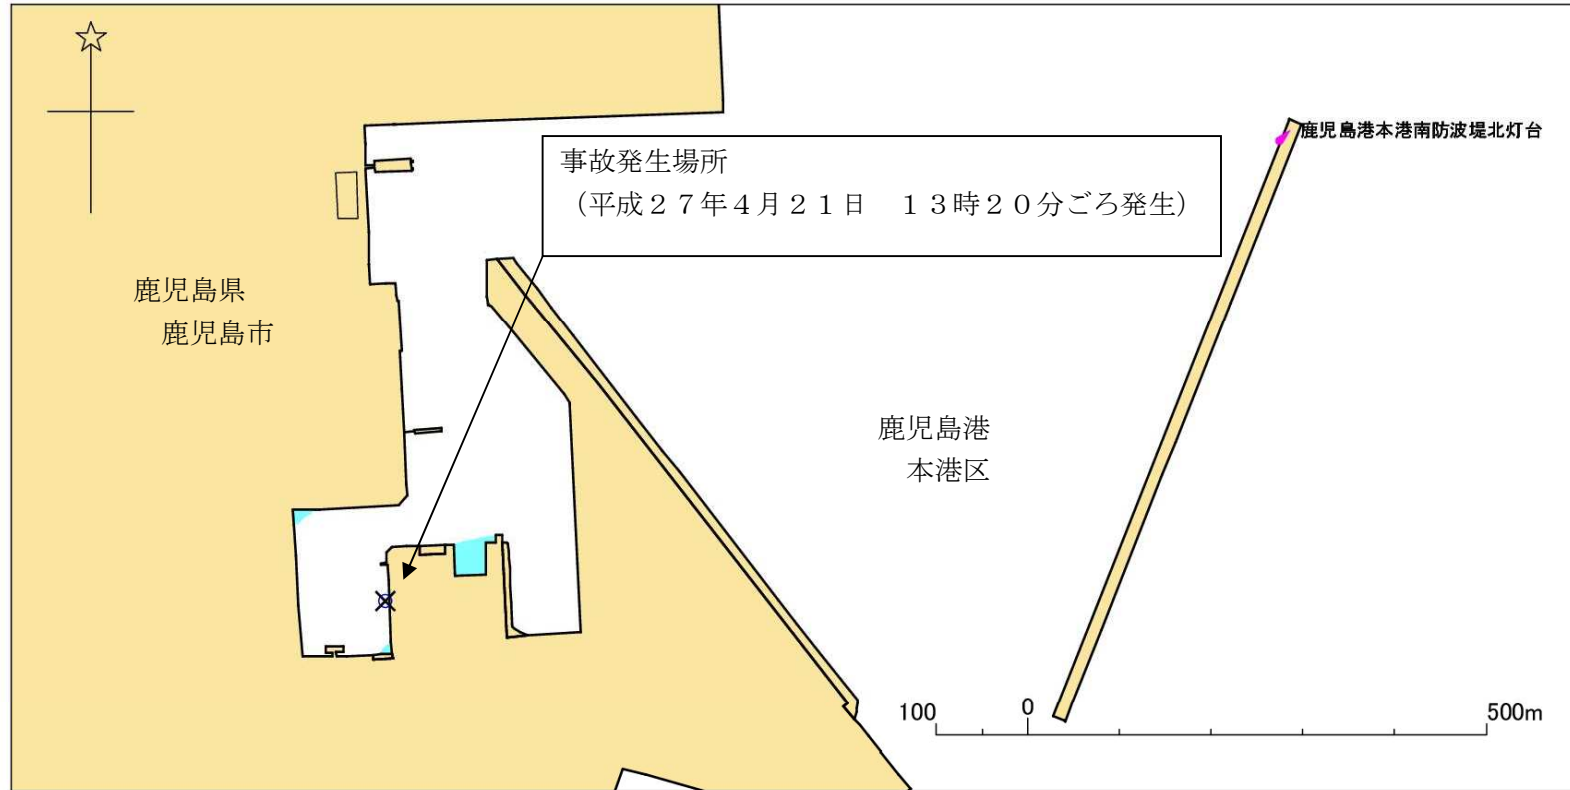 鹿児島港本港南防波堤北灯台
事故発生場所
（平成２７年４月２１日　１３時２０分ごろ発生）
鹿児島県
鹿児島市
鹿児島港
本港区
100 0 500m